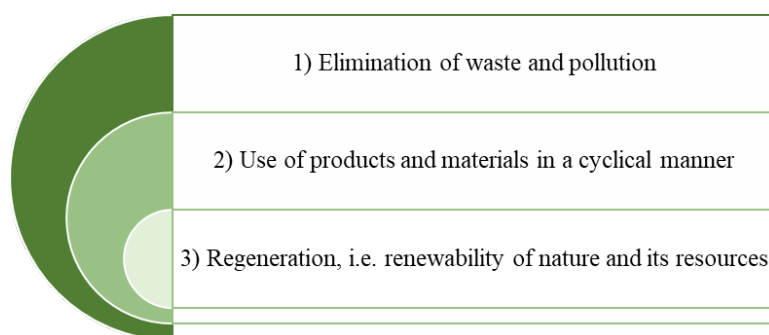 1) Elimination of waste and pollution
2) Use of products and materials in a cyclical manner
3) Regeneration, i.e. renewability of nature and its resources